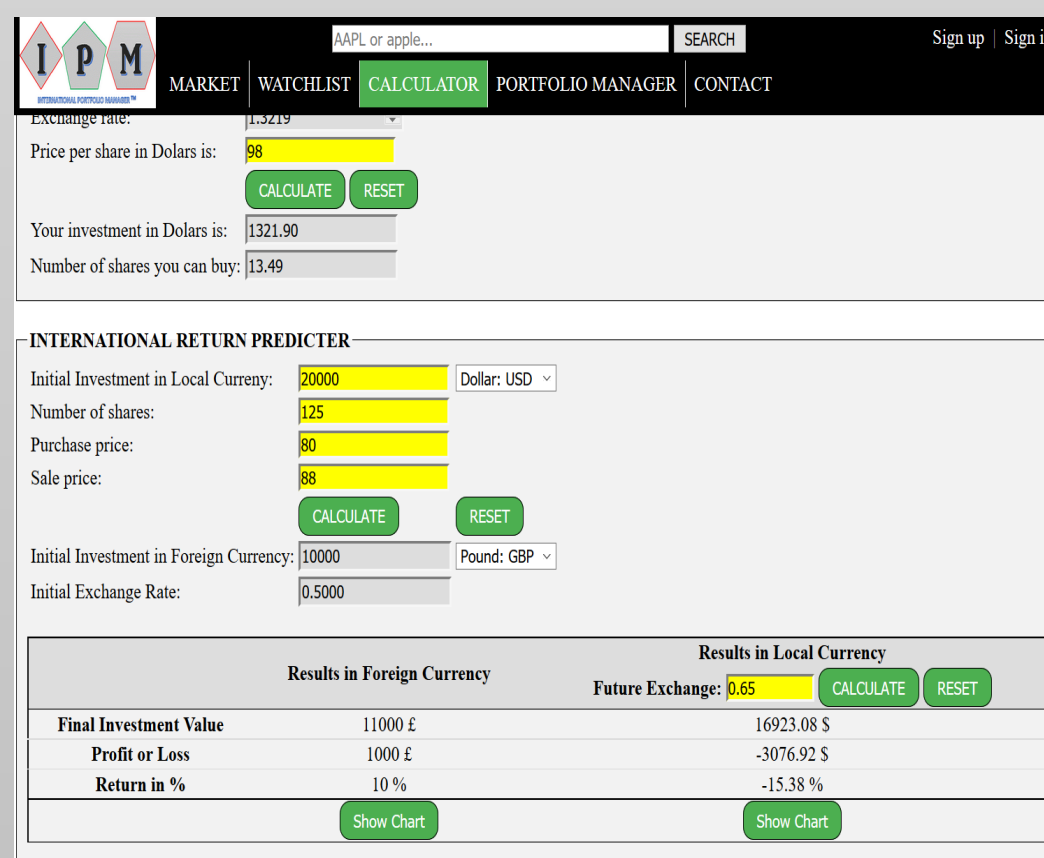 I P M
INTERNATIONAL PORTFOLIO MANAGER ™
AAPL or apple... SEARCH Sign up | Sign i
MARKET WATCHLIST CALCULATOR PORTFOLIO MANAGER CONTACT
Exchange rate: 1.3219
Price per share in Dolars is: 98
CALCULATE RESET
Your investment in Dolars is: 1321.90
Number of shares you can buy: 13.49
INTERNATIONAL RETURN PREDICTER
Initial Investment in Local Curreny: 20000 Dollar: USD
Number of shares: 125
Purchase price: 80
Sale price: 88
CALCULATE RESET
Initial Investment in Foreign Currency: 10000 Pound: GBP
Initial Exchange Rate: 0.5000
Results in Local Currency
Results in Foreign Currency
Future Exchange: 0.65 CALCULATE RESET
Final Investment Value 11000 £ 16923.08 $
Profit or Loss 1000 £ -3076.92 $
Return in % 10 % -15.38 %
Show Chart Show Chart